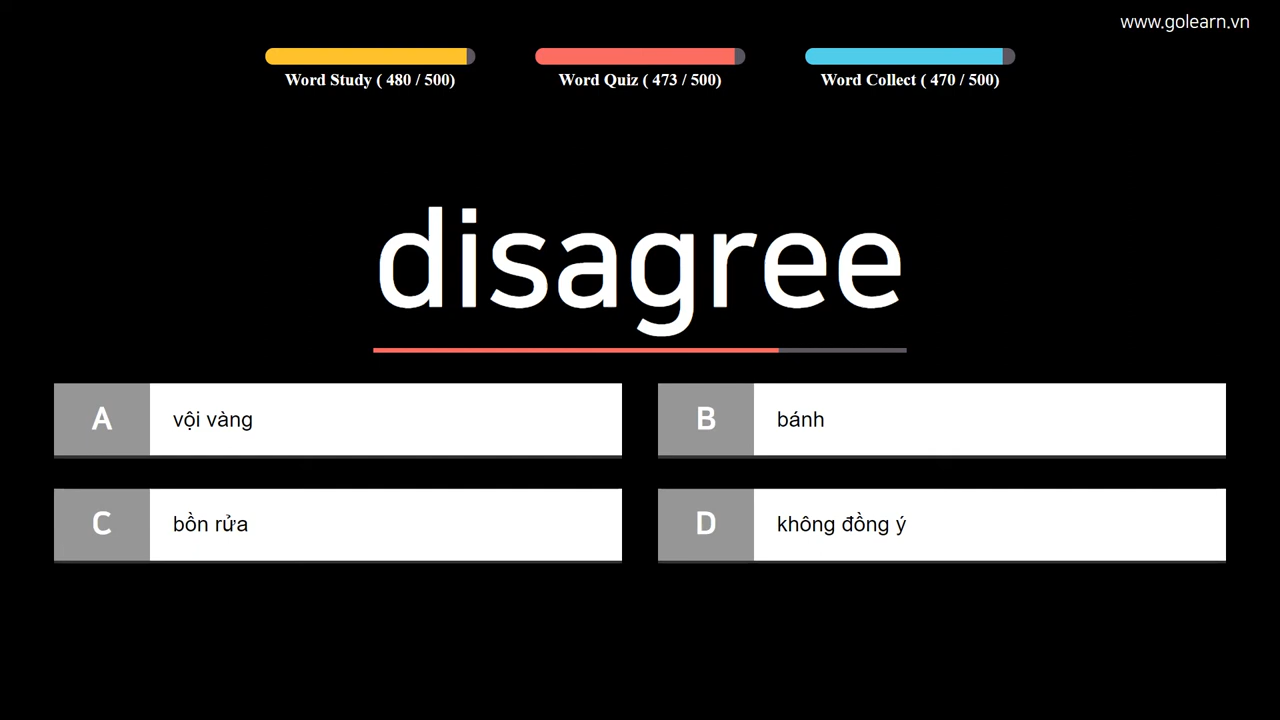 www.golearn.vn
Word Study ( 480 / 500)
Word Quiz ( 473 / 500)
Word Collect ( 470 / 500)
disagree
A vội vàng
B bánh
C bồn rửa
D không đồng ý